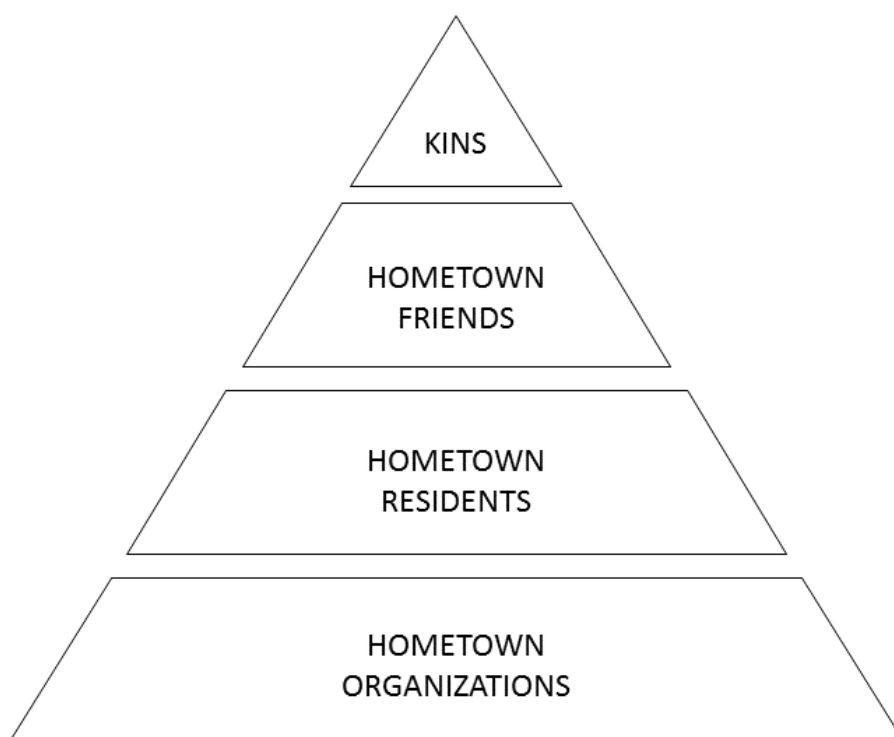 KINS
HOMETOWN
FRIENDS
HOMETOWN
RESIDENTS
HOMETOWN
ORGANIZATIONS